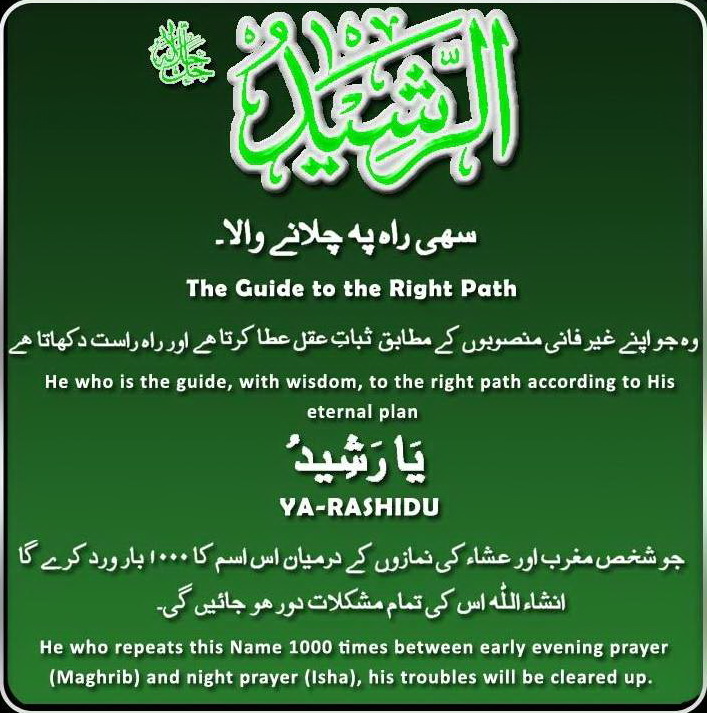 الرَّشِيدُ
جل جلاله
سھی راہ پہ چلانے والا۔
The Guide to the Right Path
وہ جو اپنے غیر فانی منصوبوں کے مطابق ثباتِ عقل عطا کرتا ھے اور راہ راست دکھاتا ھے
He who is the guide, with wisdom, to the right path according to His
eternal plan
يَا رَشِيدُ
YA-RASHIDU
جو شخص مغرب اور عشاء کی نمازوں کے درمیان اس اسم کا ۱۰۰۰ بار ورد کرے گا
انشاء اللّٰه اس کی تمام مشکلات دور ھو جائیں گی۔
He who repeats this Name 1000 times between early evening prayer
(Maghrib) and night prayer (Isha), his troubles will be cleared up.